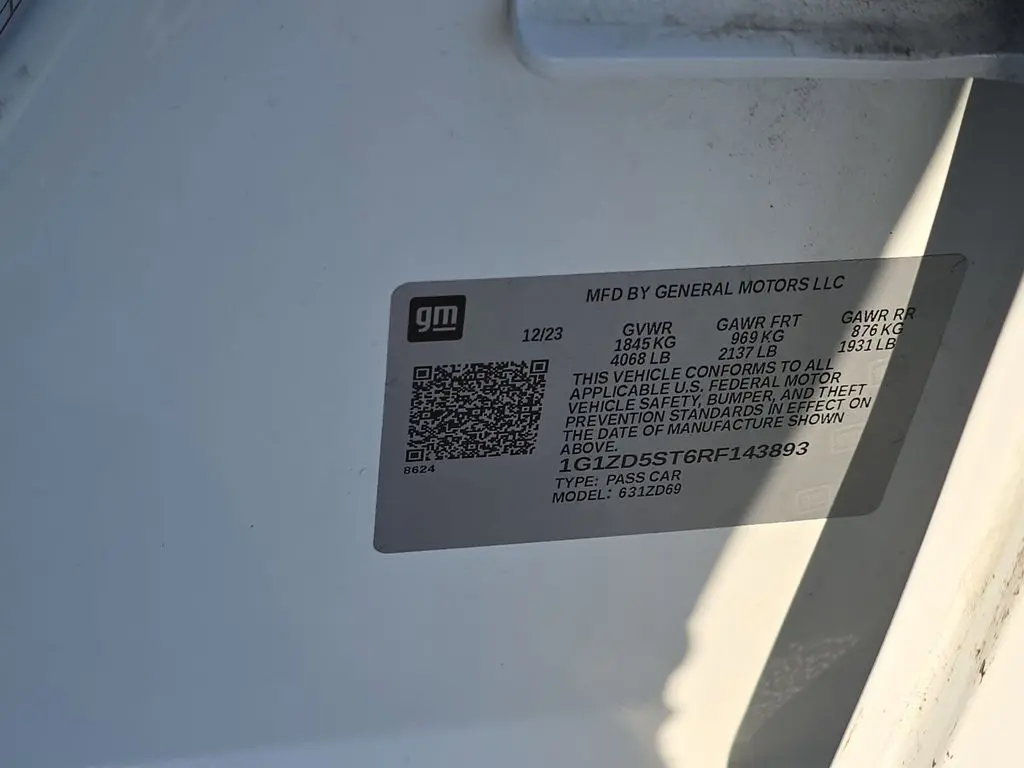 gm
MFD BY GENERAL MOTORS LLC
12/23
GVWR
1845 KG
4068 LB
GAWR FRT
969 KG
2137 LB
GAWR RR
876 KG
1931 LB
THIS VEHICLE CONFORMS TO ALL
APPLICABLE U.S. FEDERAL MOTOR
VEHICLE SAFETY, BUMPER, AND THEFT
PREVENTION STANDARDS IN EFFECT ON
THE DATE OF MANUFACTURE SHOWN
ABOVE.
1G1ZD5ST6RF143893
TYPE: PASS CAR
MODEL: 631ZD69
8624